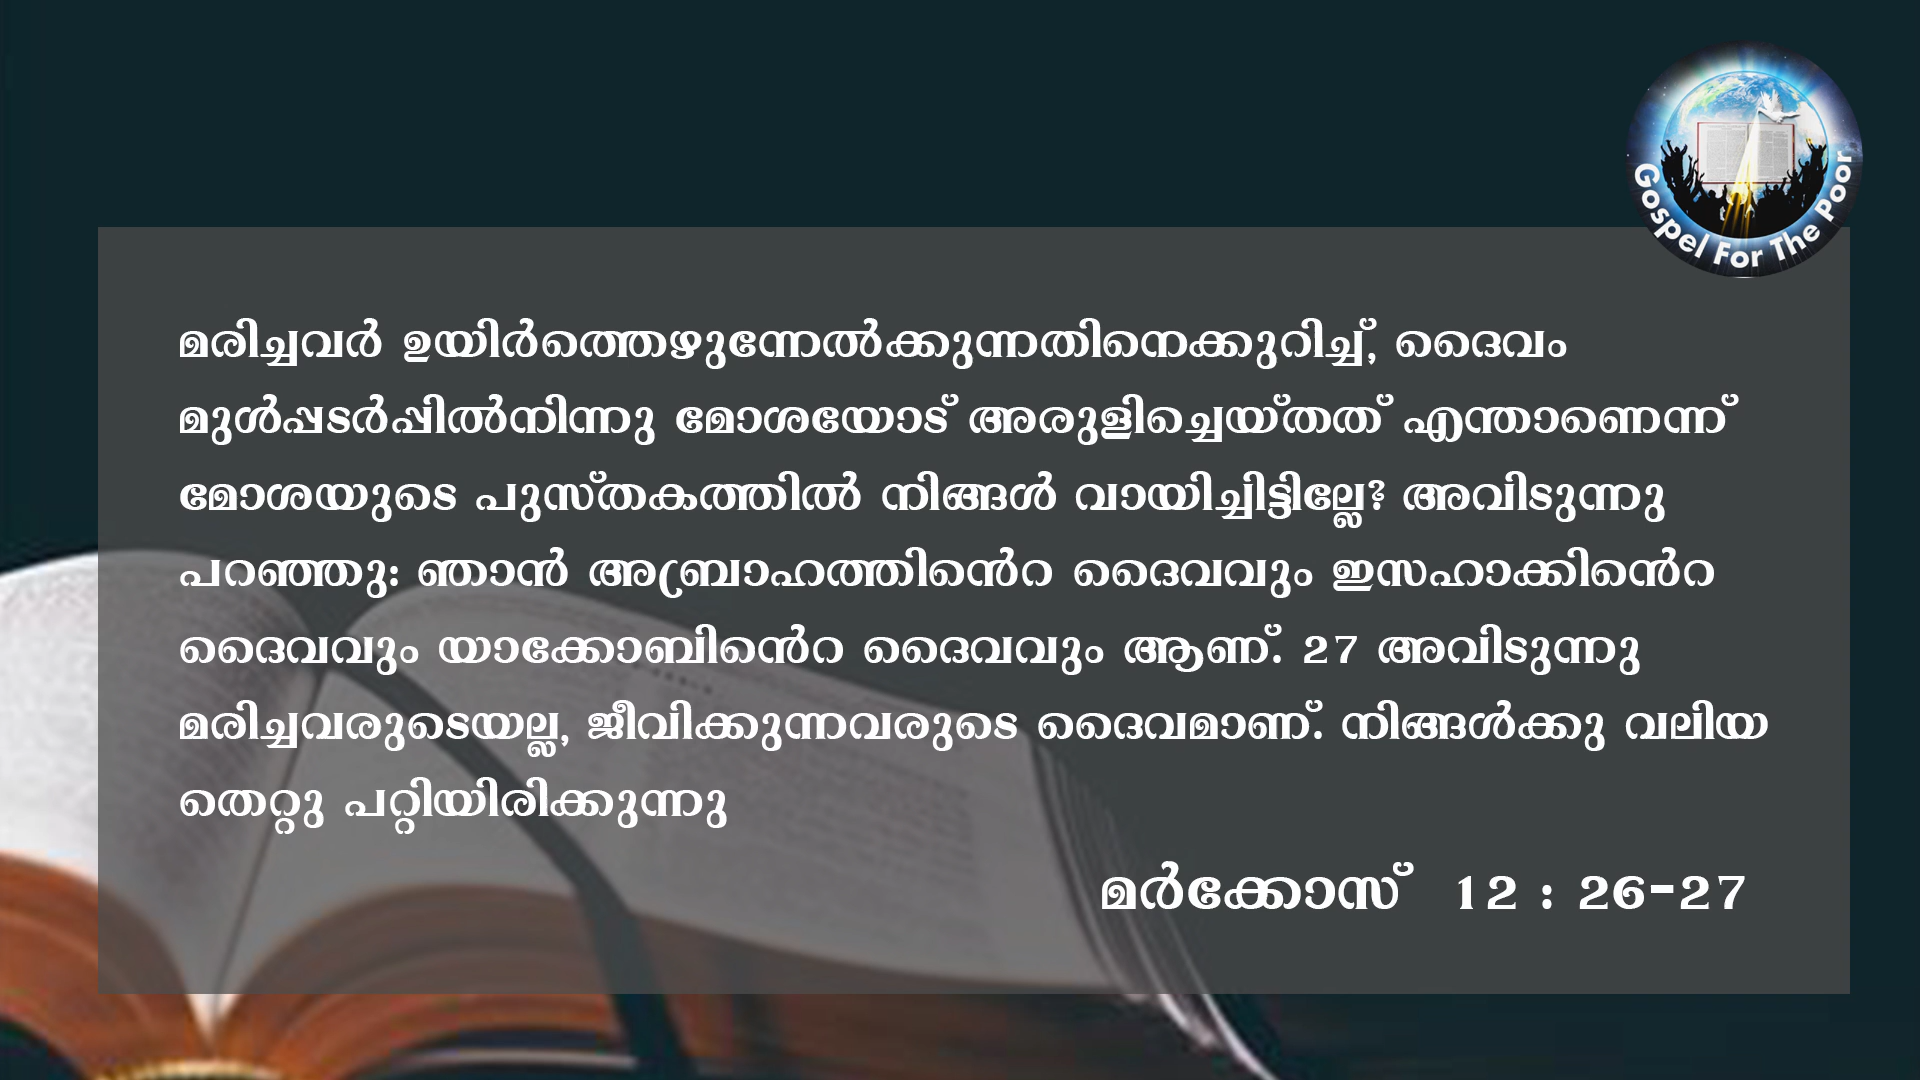 Gospel For The Poor
മരിച്ചവർ ഉയിർത്തെഴുന്നേൽക്കുന്നതിനെക്കുറിച്ച്, ദൈവം
മുൾപ്പടർപ്പിൽനിന്നു മോശയോട് അരുളിച്ചെയ്തത് എന്താണെന്ന്
മോശയുടെ പുസ്തകത്തിൽ നിങ്ങൾ വായിച്ചിട്ടില്ലേ? അവിടുന്നു
പറഞ്ഞു: ഞാൻ അബ്രാഹത്തിൻെറ ദൈവവും ഇസഹാക്കിൻെറ
ദൈവവും യാക്കോബിൻെറ ദൈവവും ആണ്. 27 അവിടുന്നു
മരിച്ചവരുടെയല്ല, ജീവിക്കുന്നവരുടെ ദൈവമാണ്. നിങ്ങൾക്കു വലിയ
തെറ്റു പറ്റിയിരിക്കുന്നു
മർക്കോസ് 12 : 26-27